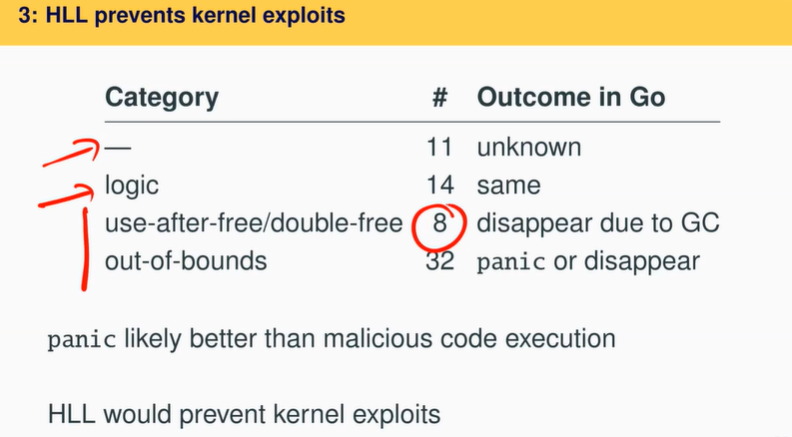 3: HLL prevents kernel exploits
Category # Outcome in Go
— 11 unknown
logic 14 same
use-after-free/double-free 8 disappear due to GC
out-of-bounds 32 panic or disappear
panic likely better than malicious code execution
HLL would prevent kernel exploits